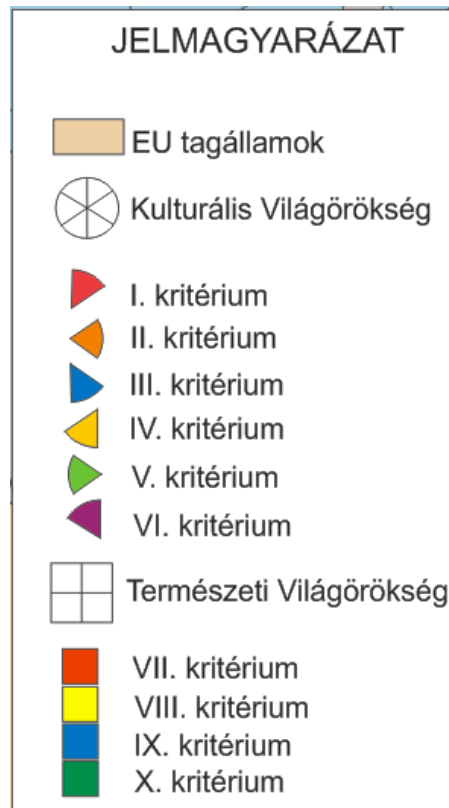 JELMAGYARÁZAT
EU tagállamok
Kulturális Világörökség
I. kritérium
II. kritérium
III. kritérium
IV. kritérium
V. kritérium
VI. kritérium
Természeti Világörökség
VII. kritérium
VIII. kritérium
IX. kritérium
X. kritérium